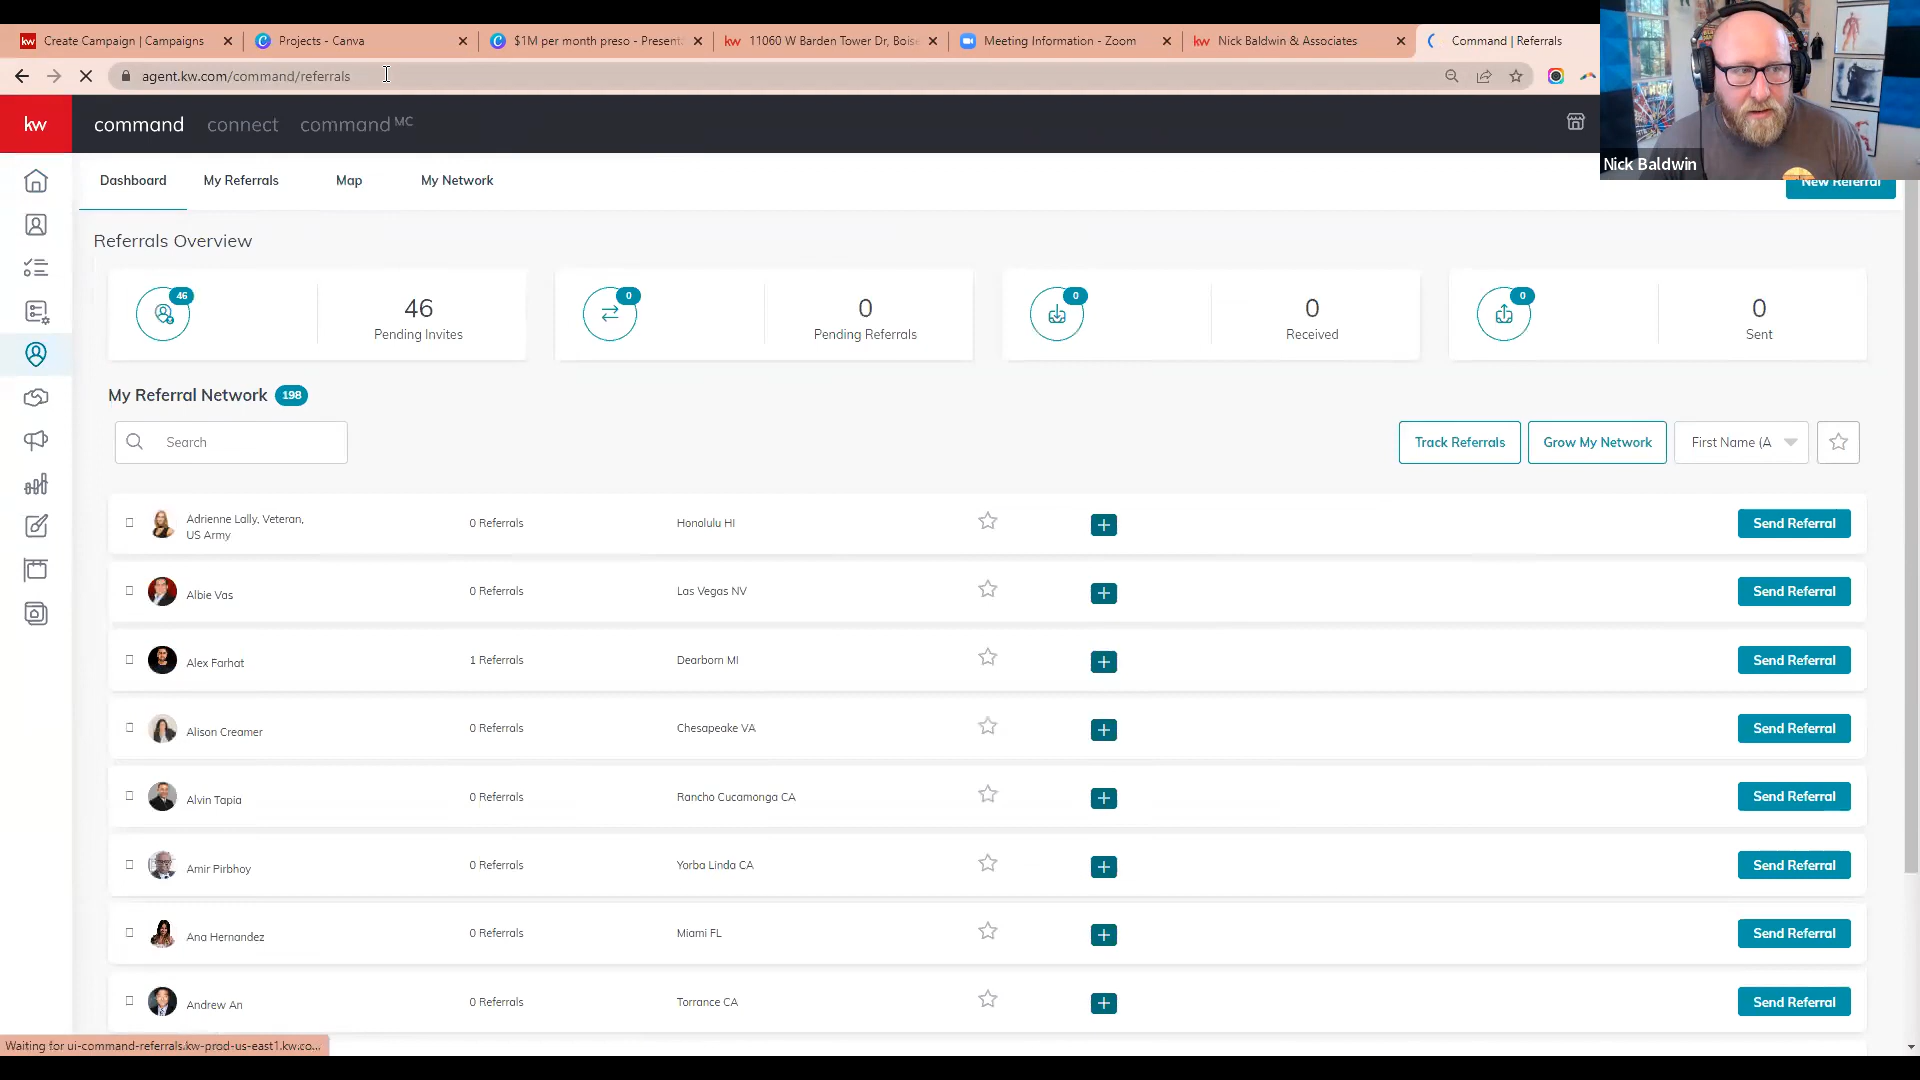 kw Create Campaign | Campaigns
Projects - Canva
$1M per month preso - Present
kw 11060 W Barden Tower Dr, Boise
Meeting Information - Zoom
kw Nick Baldwin & Associates
Command | Referrals
agent.kw.com/command/referrals
kw command connect command MC
Nick Baldwin
Dashboard My Referrals Map My Network
New Referral
Referrals Overview
46
46
Pending Invites
0
0
Pending Referrals
0
0
Received
0
0
Sent
My Referral Network 198
Search
Track Referrals Grow My Network First Name (A
Adrienne Lally, Veteran,
US Army
0 Referrals Honolulu HI Send Referral
Albie Vas 0 Referrals Las Vegas NV Send Referral
Alex Farhat 1 Referrals Dearborn MI Send Referral
Alison Creamer 0 Referrals Chesapeake VA Send Referral
Alvin Tapia 0 Referrals Rancho Cucamonga CA Send Referral
Amir Pirbhoy 0 Referrals Yorba Linda CA Send Referral
Ana Hernandez 0 Referrals Miami FL Send Referral
Andrew An 0 Referrals Torrance CA Send Referral
Waiting for ui-command-referrals.kw-prod-us-east1.kw.co...